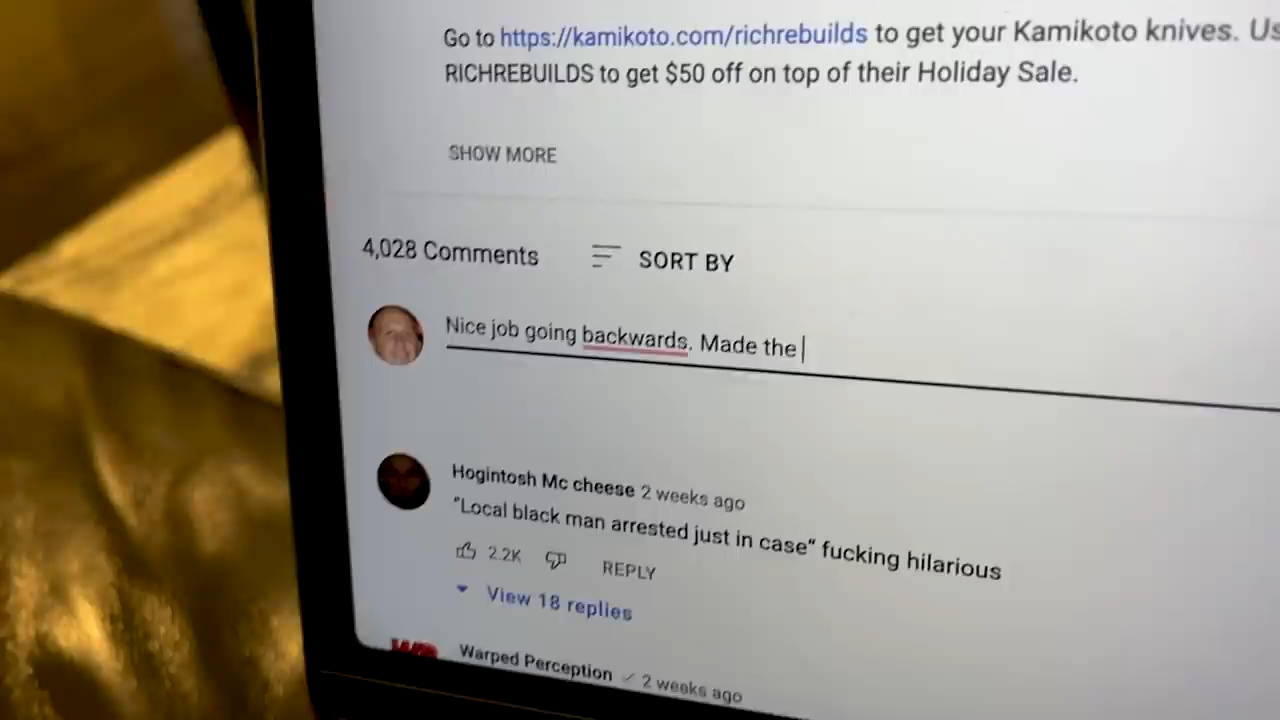 Go to https://kamikoto.com/richrebuilds to get your Kamikoto knives. Us
RICHREBUILDS to get $50 off on top of their Holiday Sale.
SHOW MORE
4,028 Comments SORT BY
Nice job going backwards. Made the
Hogintosh Mc cheese 2 weeks ago
"Local black man arrested just in case" fucking hilarious
2.2K REPLY
View 18 replies
Warped Perception 2 weeks ago